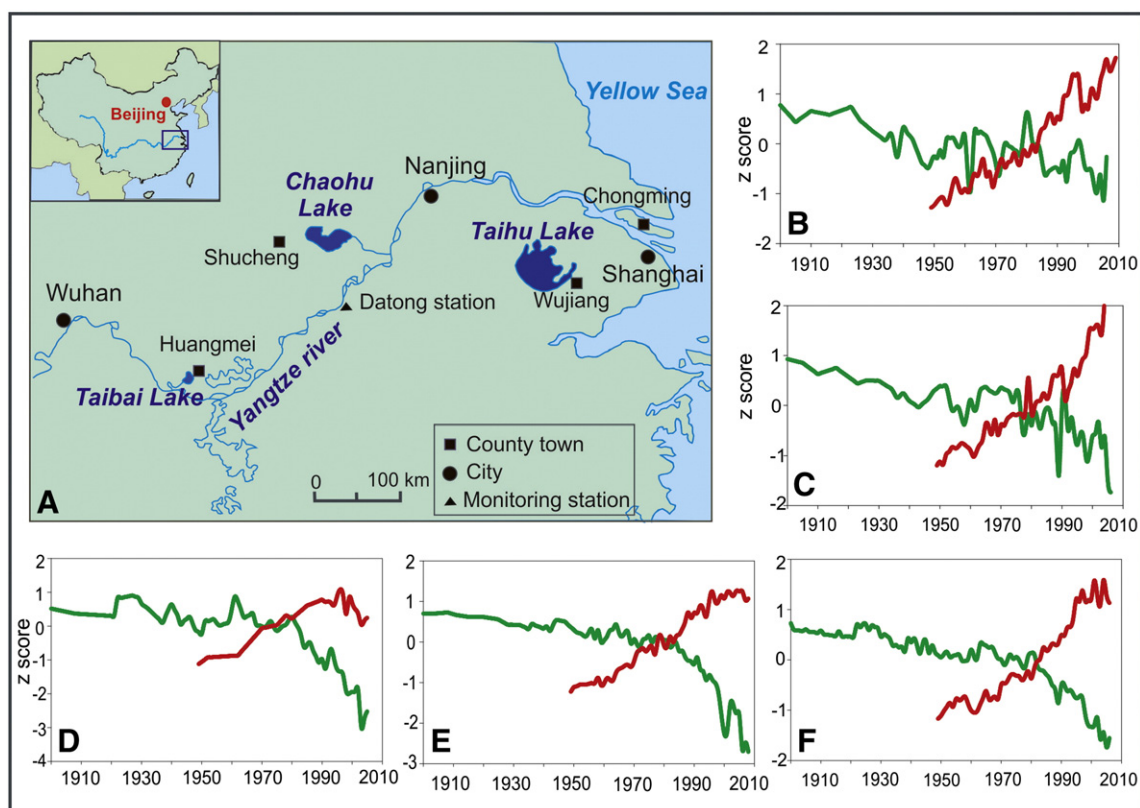 Beijing
Yellow Sea
Nanjing
Chaohu
Lake
Chongming
Taihu Lake
Shucheng
Shanghai
Wuhan
Datong station
Wujiang
Huangmei
Taibai Lake
Yangtze river
County town
City
Monitoring station
0 100 km
A
2
1
0
-1
-2
z score
B
1910 1930 1950 1970 1990 2010
2
1
0
-1
-2
z score
C
1910 1930 1950 1970 1990 2010
2
1
0
-1
-2
-3
-4
z score
D
1910 1930 1950 1970 1990 2010
2
1
0
-1
-2
-3
E
1910 1930 1950 1970 1990 2010
2
1
0
-1
-2
z score
F
1910 1930 1950 1970 1990 2010